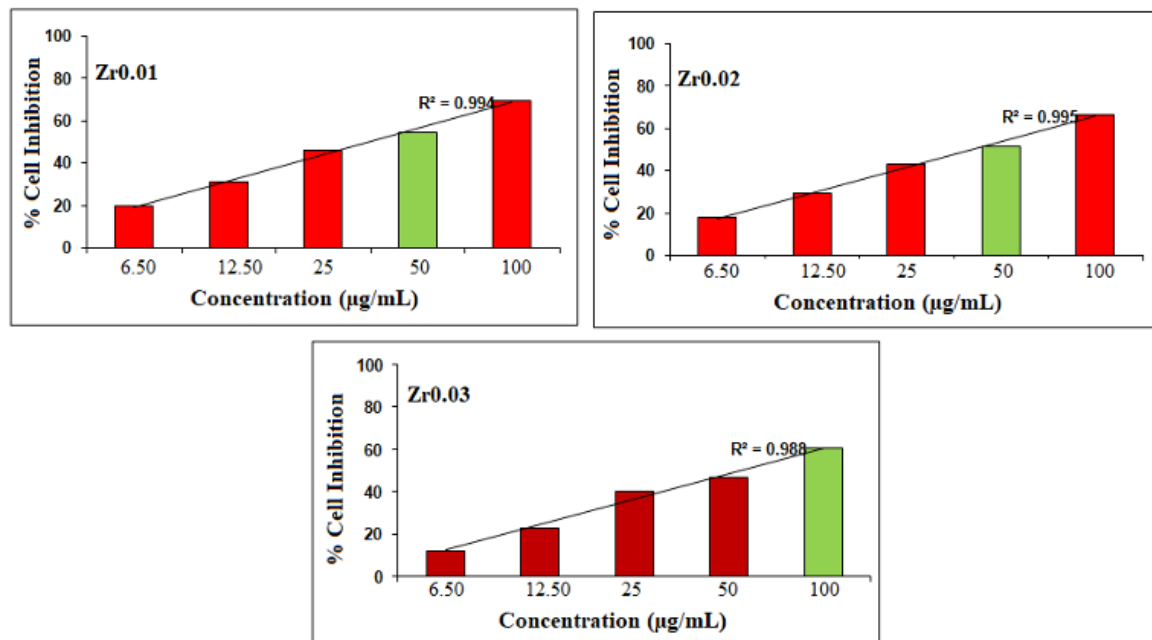 Zr0.01
% Cell Inhibition
100
80
60
40
20
0
R² = 0.994
6.50 12.50 25 50 100
Concentration (µg/mL)
Zr0.02
% Cell Inhibition
100
80
60
40
20
0
R² = 0.995
6.50 12.50 25 50 100
Concentration (µg/mL)
Zr0.03
% Cell Inhibition
100
80
60
40
20
0
R² = 0.988
6.50 12.50 25 50 100
Concentration (µg/mL)